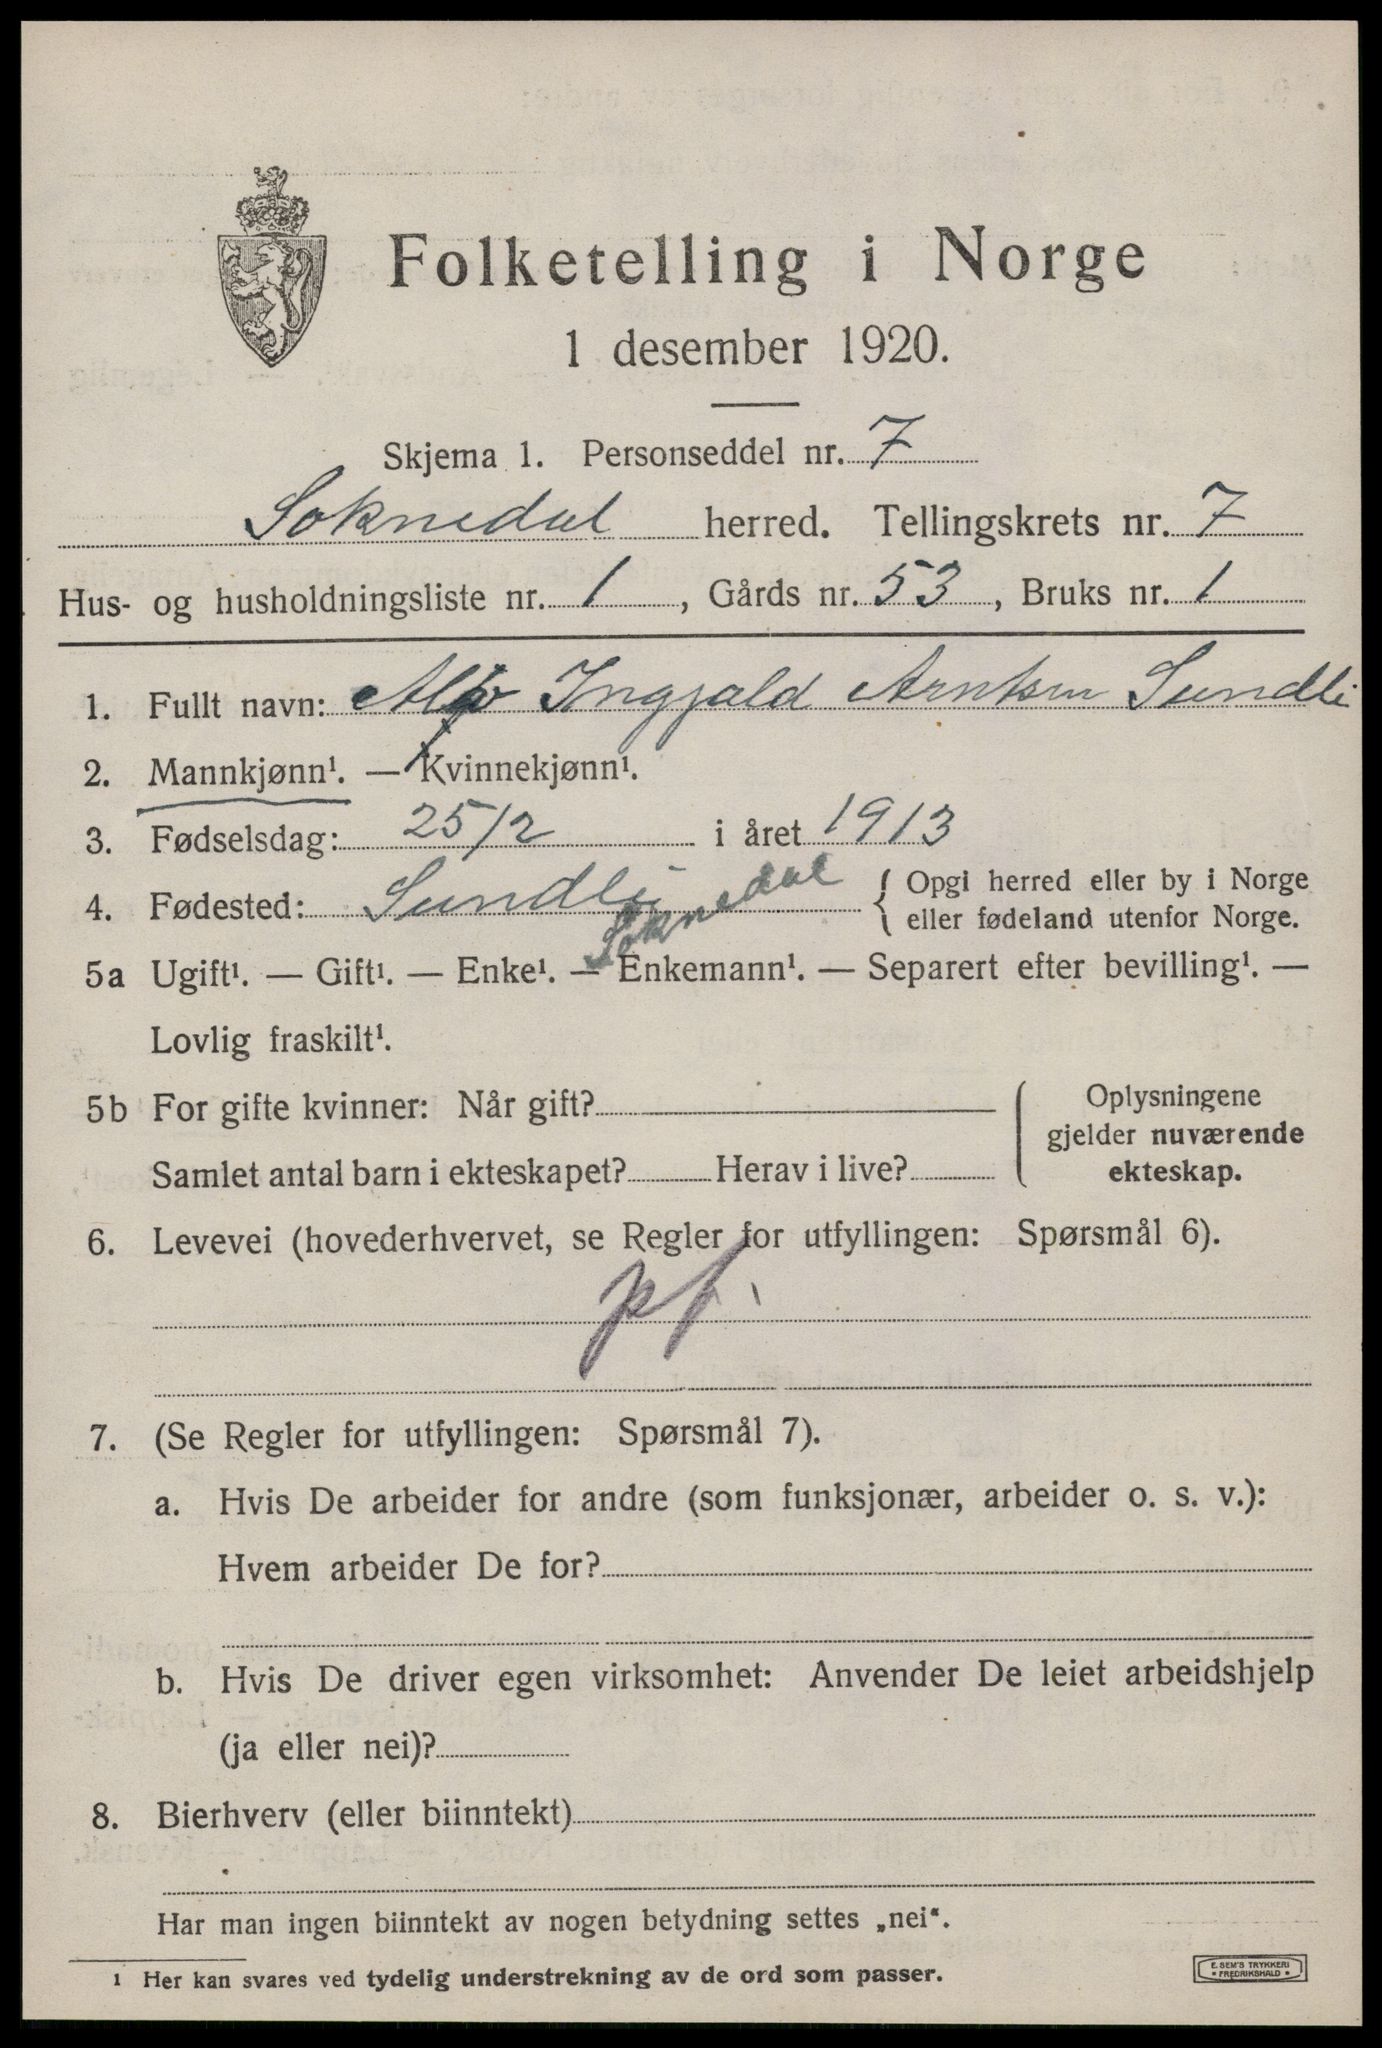 Folketelling i Norge
1 desember 1920.
Skjema 1. Personseddel nr. 7
Soknedal herred. Tellingskrets nr. 7
Hus- og husholdningsliste nr. 1, Gårds nr. 53, Bruks nr. 1
1. Fullt navn: Ingjald Arntsen Sundli
2. Mannkjønn¹. — Kvinnekjønn¹.
3. Fødselsdag: 25/2 i året 1913
4. Fødested: Sundli Soknedal { Opgi herred eller by i Norge
eller fødeland utenfor Norge.
5a Ugift¹. — Gift¹. — Enke¹. — Enkemann¹. — Separert efter bevilling¹. —
Lovlig fraskilt¹.
5b For gifte kvinner: Når gift?
Samlet antal barn i ekteskapet? Herav i live?
Oplysningene
gjelder nuværende
ekteskap.
6. Levevei (hovederhvervet, se Regler for utfyllingen: Spørsmål 6).
pf.
7. (Se Regler for utfyllingen: Spørsmål 7).
a. Hvis De arbeider for andre (som funksjonær, arbeider o. s. v.):
Hvem arbeider De for?
b. Hvis De driver egen virksomhet: Anvender De leiet arbeidshjelp
(ja eller nei)?
8. Bierhverv (eller biinntekt)
Har man ingen biinntekt av nogen betydning settes „nei“.
¹ Her kan svares ved tydelig understrekning av de ord som passer.
E. SEM'S TRYKKERI
• FREDRIKSHALD •